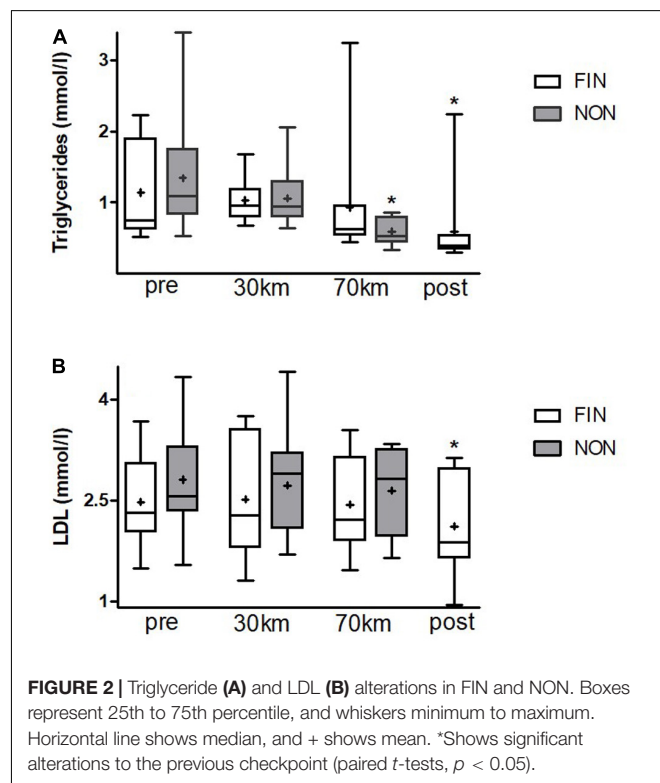 A
Triglycerides (mmol/l)
3
2
1
*
*
FIN
NON
pre 30km 70km post
B
LDL (mmol/l)
4
2.5
1
*
FIN
NON
pre 30km 70km post
FIGURE 2 | Triglyceride (A) and LDL (B) alterations in FIN and NON. Boxes
represent 25th to 75th percentile, and whiskers minimum to maximum.
Horizontal line shows median, and + shows mean. *Shows significant
alterations to the previous checkpoint (paired t-tests, p < 0.05).